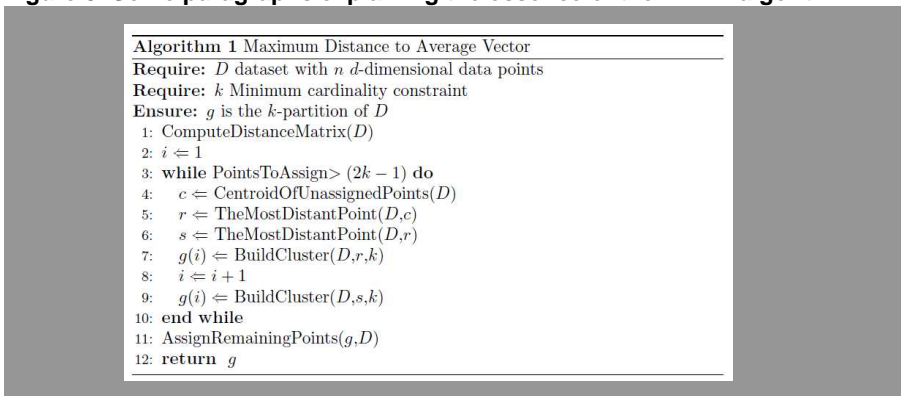 Algorithm 1 Maximum Distance to Average Vector
Require: D dataset with n d-dimensional data points
Require: k Minimum cardinality constraint
Ensure: g is the k-partition of D
1: ComputeDistanceMatrix(D)
2: i ⇐ 1
3: while PointsToAssign> (2k − 1) do
4: c ⇐ CentroidOfUnassignedPoints(D)
5: r ⇐ TheMostDistantPoint(D,c)
6: s ⇐ TheMostDistantPoint(D,r)
7: g(i) ⇐ BuildCluster(D,r,k)
8: i ⇐ i + 1
9: g(i) ⇐ BuildCluster(D,s,k)
10: end while
11: AssignRemainingPoints(g,D)
12: return g